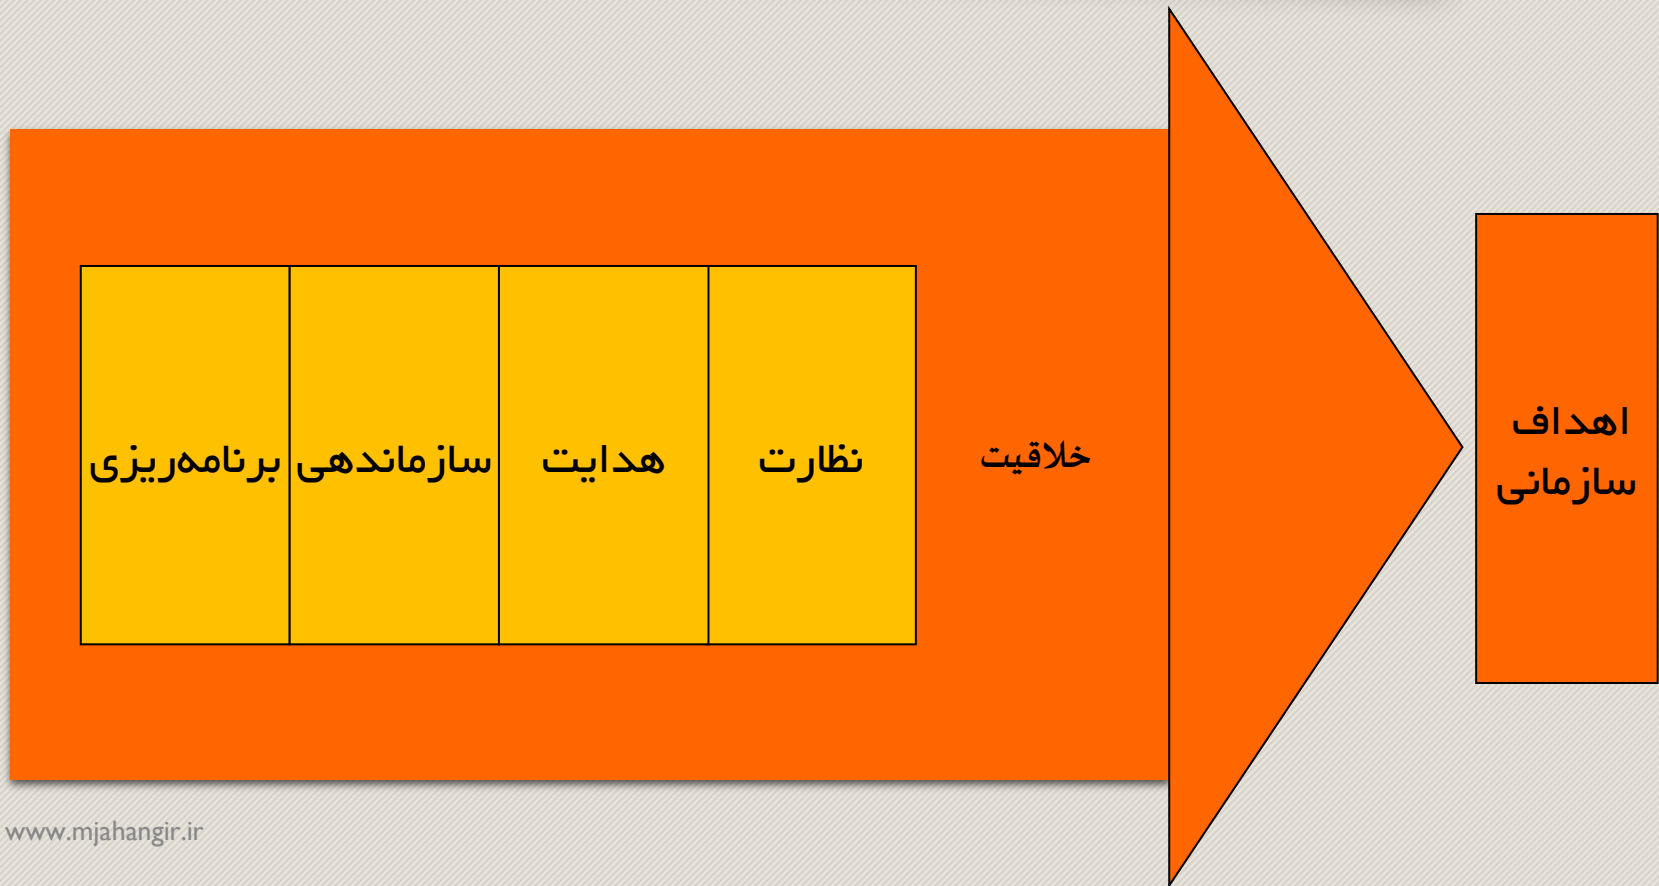 برنامه‌ریزی
سازماندهی
هدایت
نظارت
خلاقیت
اهداف
سازمانی
www.mjahangir.ir